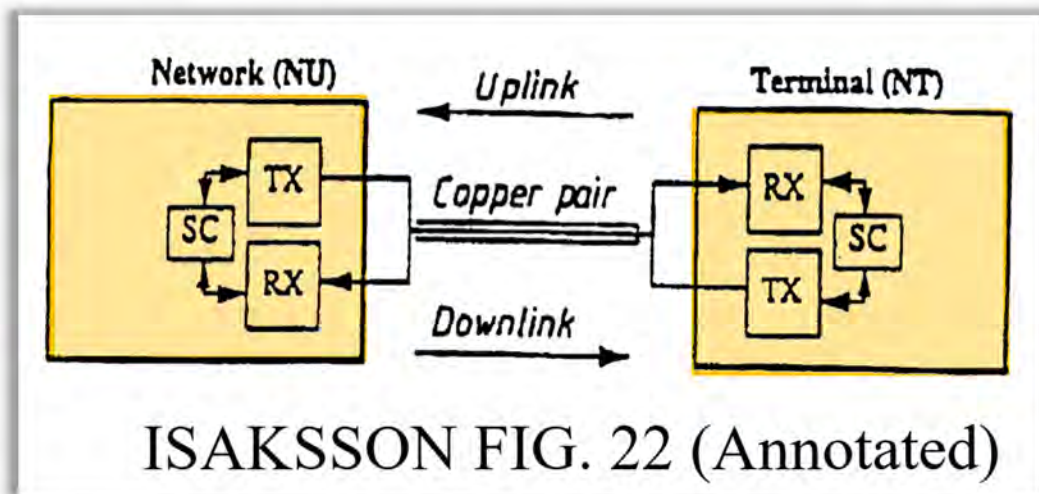 Network (NU)
Uplink
Terminal (NT)
TX
SC
RX
Copper pair
RX
SC
TX
Downlink
ISAKSSON FIG. 22 (Annotated)